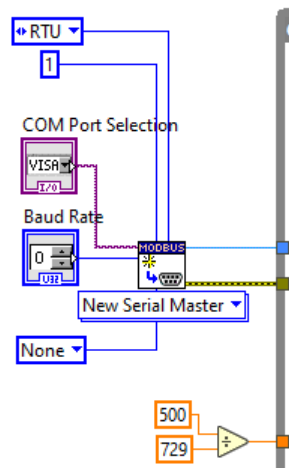 RTU
1
COM Port Selection
VISA
I/O
Baud Rate
0
U32
MODBUS
New Serial Master
None
500
729
÷